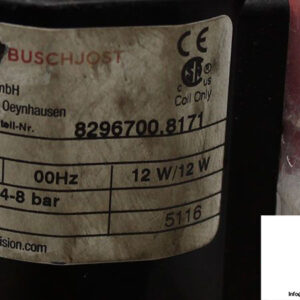 BUSCHJOST
CE
mbH
Oeynhausen
c us
Coil Only
tell-Nr. 8296700.8171
00Hz 12 W/12 W
4-8 bar
5116
ision.com